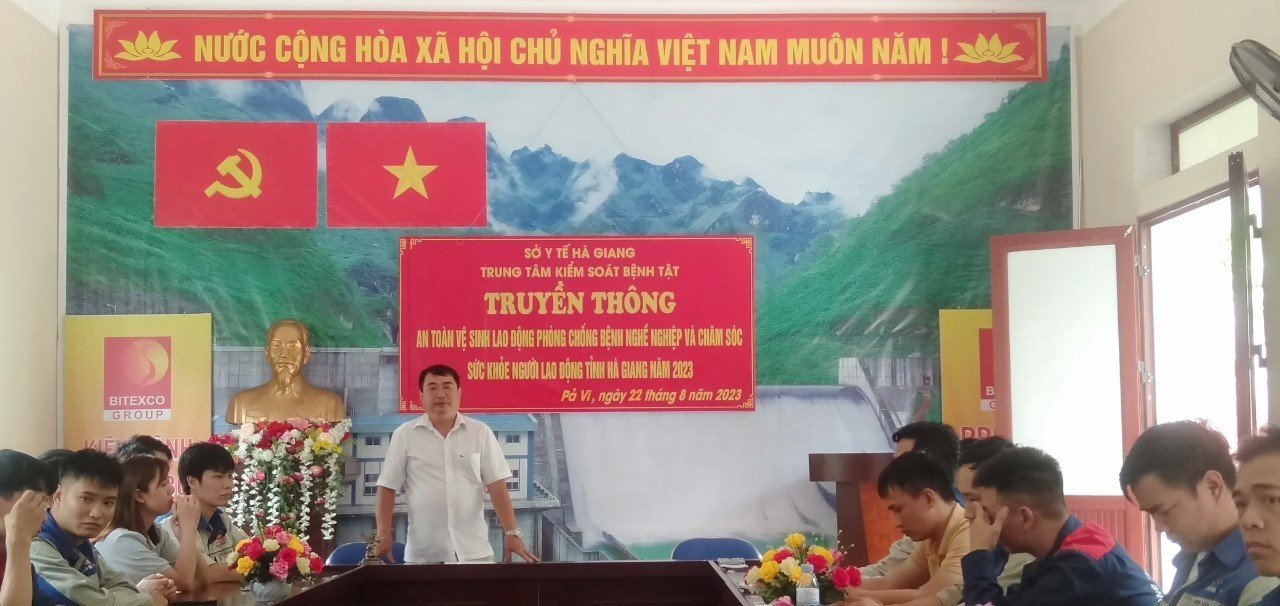 NƯỚC CỘNG HÒA XÃ HỘI CHỦ NGHĨA VIỆT NAM MUÔN NĂM !
SỞ Y TẾ HÀ GIANG
TRUNG TÂM KIỂM SOÁT BỆNH TẬT
TRUYỀN THÔNG
AN TOÀN VỆ SINH LAO ĐỘNG PHÒNG CHỐNG BỆNH NGHỀ NGHIỆP VÀ CHĂM SÓC
SỨC KHỎE NGƯỜI LAO ĐỘNG TỈNH HÀ GIANG NĂM 2023
Pả Vi, ngày 22 tháng 8 năm 2023
BITEXCO
GROUP